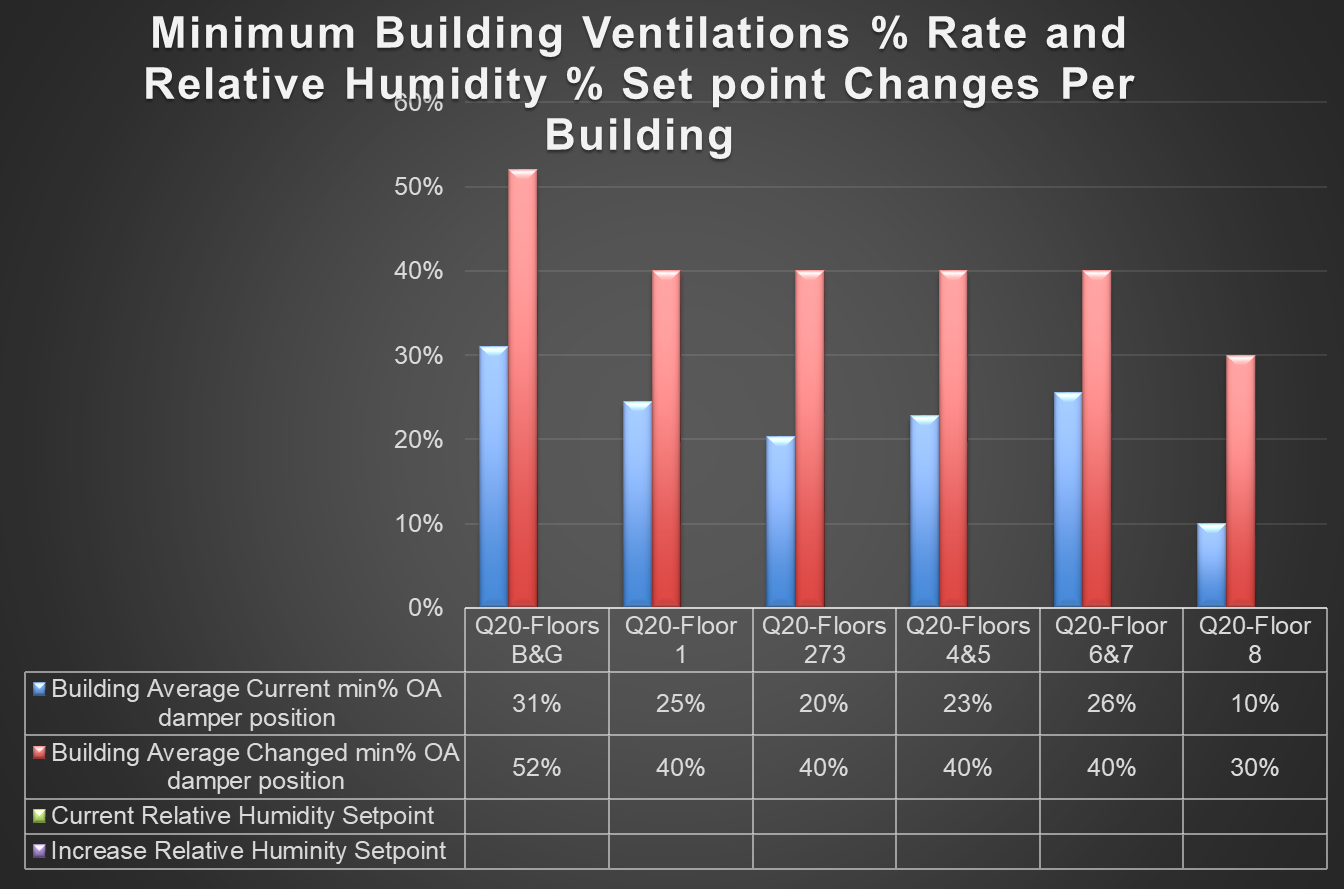 Minimum Building Ventilations % Rate and
Relative Humidity % Set point Changes Per
Building
60%
50%
40%
30%
20%
10%
0%
Q20-Floors B&G
Q20-Floor 1
Q20-Floors 273
Q20-Floors 4&5
Q20-Floor 6&7
Q20-Floor 8
Building Average Current min% OA
damper position
31% 25% 20% 23% 26% 10%
Building Average Changed min% OA
damper position
52% 40% 40% 40% 40% 30%
Current Relative Humidity Setpoint
Increase Relative Huminity Setpoint